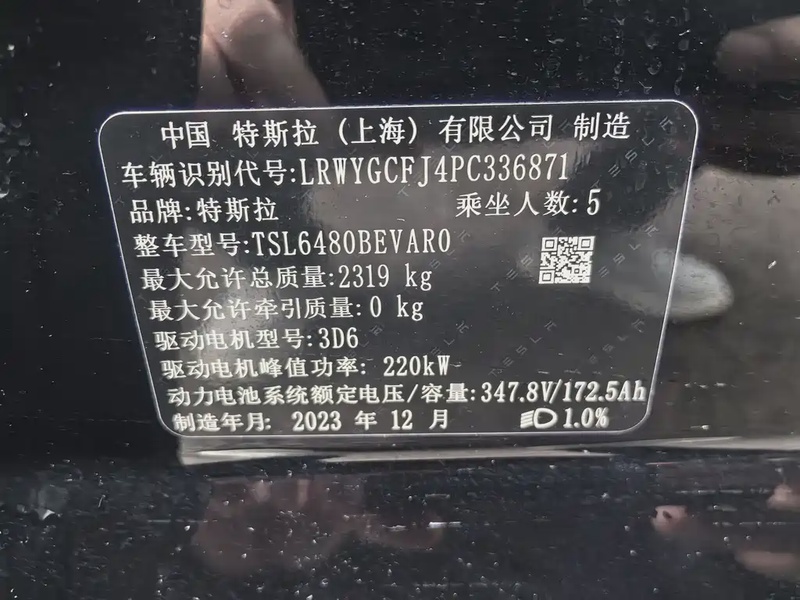 中国 特斯拉 (上海) 有限公司 制造
车辆识别代号:LRWYGCFJ4PC336871
品牌:特斯拉 乘坐人数:5
整车型号:TSL6480BEVAR0
最大允许总质量:2319 kg
最大允许牵引质量:0 kg
驱动电机型号:3D6
驱动电机峰值功率: 220kW
动力电池系统额定电压/容量:347.8V/172.5Ah
制造年月: 2023 年 12 月 1.0%